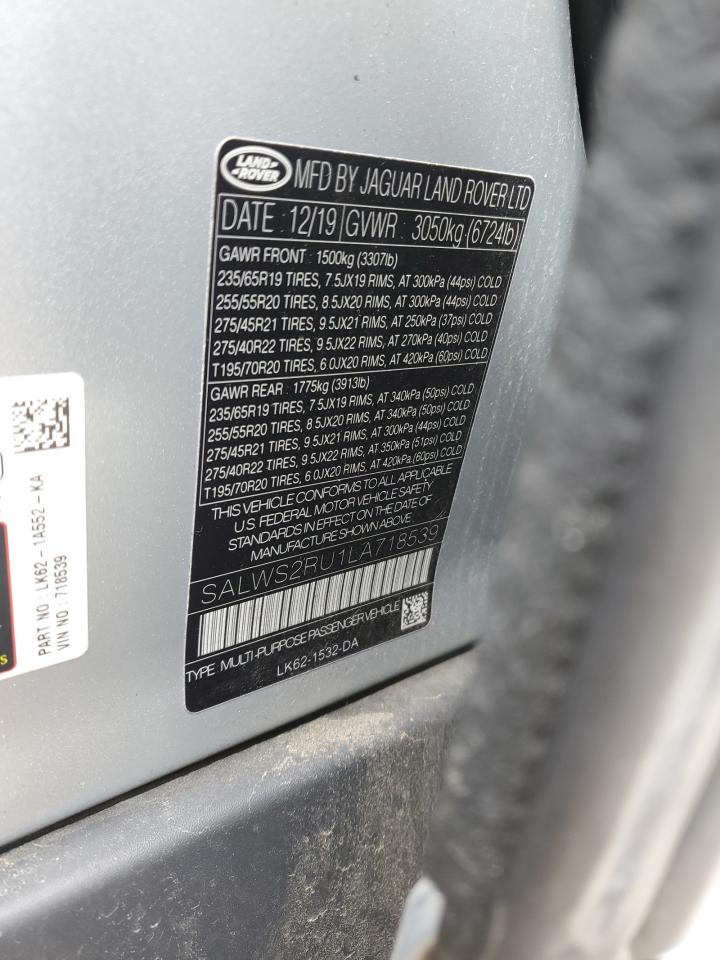 LAND ROVER
MFD BY JAGUAR LAND ROVER LTD
DATE : 12/19 GVWR : 3050kg (6724lb)
GAWR FRONT : 1500kg (3307lb)
235/65R19 TIRES, 7.5JX19 RIMS, AT 300kPa (44psi) COLD
255/55R20 TIRES, 8.5JX20 RIMS, AT 300kPa (44psi) COLD
275/45R21 TIRES, 9.5JX21 RIMS, AT 250kPa (37psi) COLD
275/40R22 TIRES, 9.5JX22 RIMS, AT 270kPa (40psi) COLD
T195/70R20 TIRES, 6.0JX20 RIMS, AT 420kPa (60psi) COLD
GAWR REAR : 1775kg (3913lb)
235/65R19 TIRES, 7.5JX19 RIMS, AT 340kPa (50psi) COLD
255/55R20 TIRES, 8.5JX20 RIMS, AT 340kPa (50psi) COLD
275/45R21 TIRES, 9.5JX21 RIMS, AT 300kPa (44psi) COLD
275/40R22 TIRES, 9.5JX22 RIMS, AT 350kPa (51psi) COLD
T195/70R20 TIRES, 6.0JX20 RIMS, AT 420kPa (60psi) COLD
THIS VEHICLE CONFORMS TO ALL APPLICABLE
U.S. FEDERAL MOTOR VEHICLE SAFETY
STANDARDS IN EFFECT ON THE DATE OF
MANUFACTURE SHOWN ABOVE.
SALWS2RU1LA718539
TYPE : MULTI-PURPOSE PASSENGER VEHICLE
LK62-1532-DA
PART NO : LK62 - 1A552 - KA
VIN NO : 718539